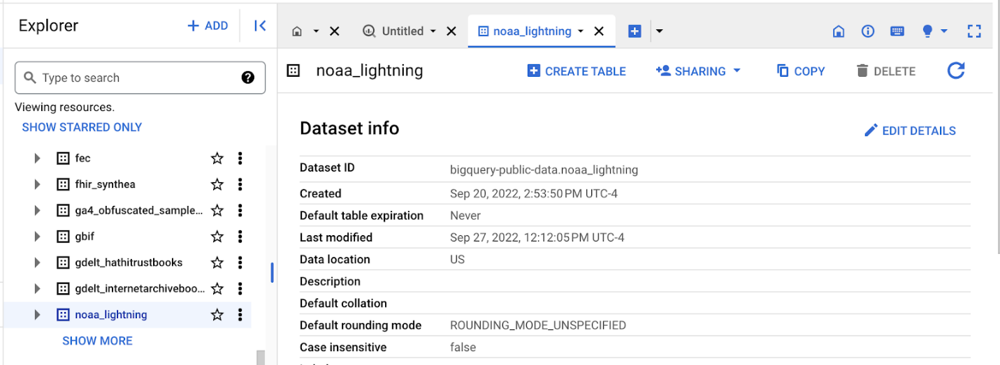 Explorer
+ ADD
Type to search
Viewing resources.
SHOW STARRED ONLY
fec
fhir_synthea
ga4_obfuscated_sample...
gbif
gdelt_hathitrustbooks
gdelt_internetarchiveboo...
noaa_lightning
SHOW MORE
Untitled
noaa_lightning
noaa_lightning
CREATE TABLE
SHARING
COPY
DELETE
Dataset info
EDIT DETAILS
Dataset ID bigquery-public-data.noaa_lightning
Created Sep 20, 2022, 2:53:50 PM UTC-4
Default table expiration Never
Last modified Sep 27, 2022, 12:12:05 PM UTC-4
Data location US
Description
Default collation
Default rounding mode ROUNDING_MODE_UNSPECIFIED
Case insensitive false